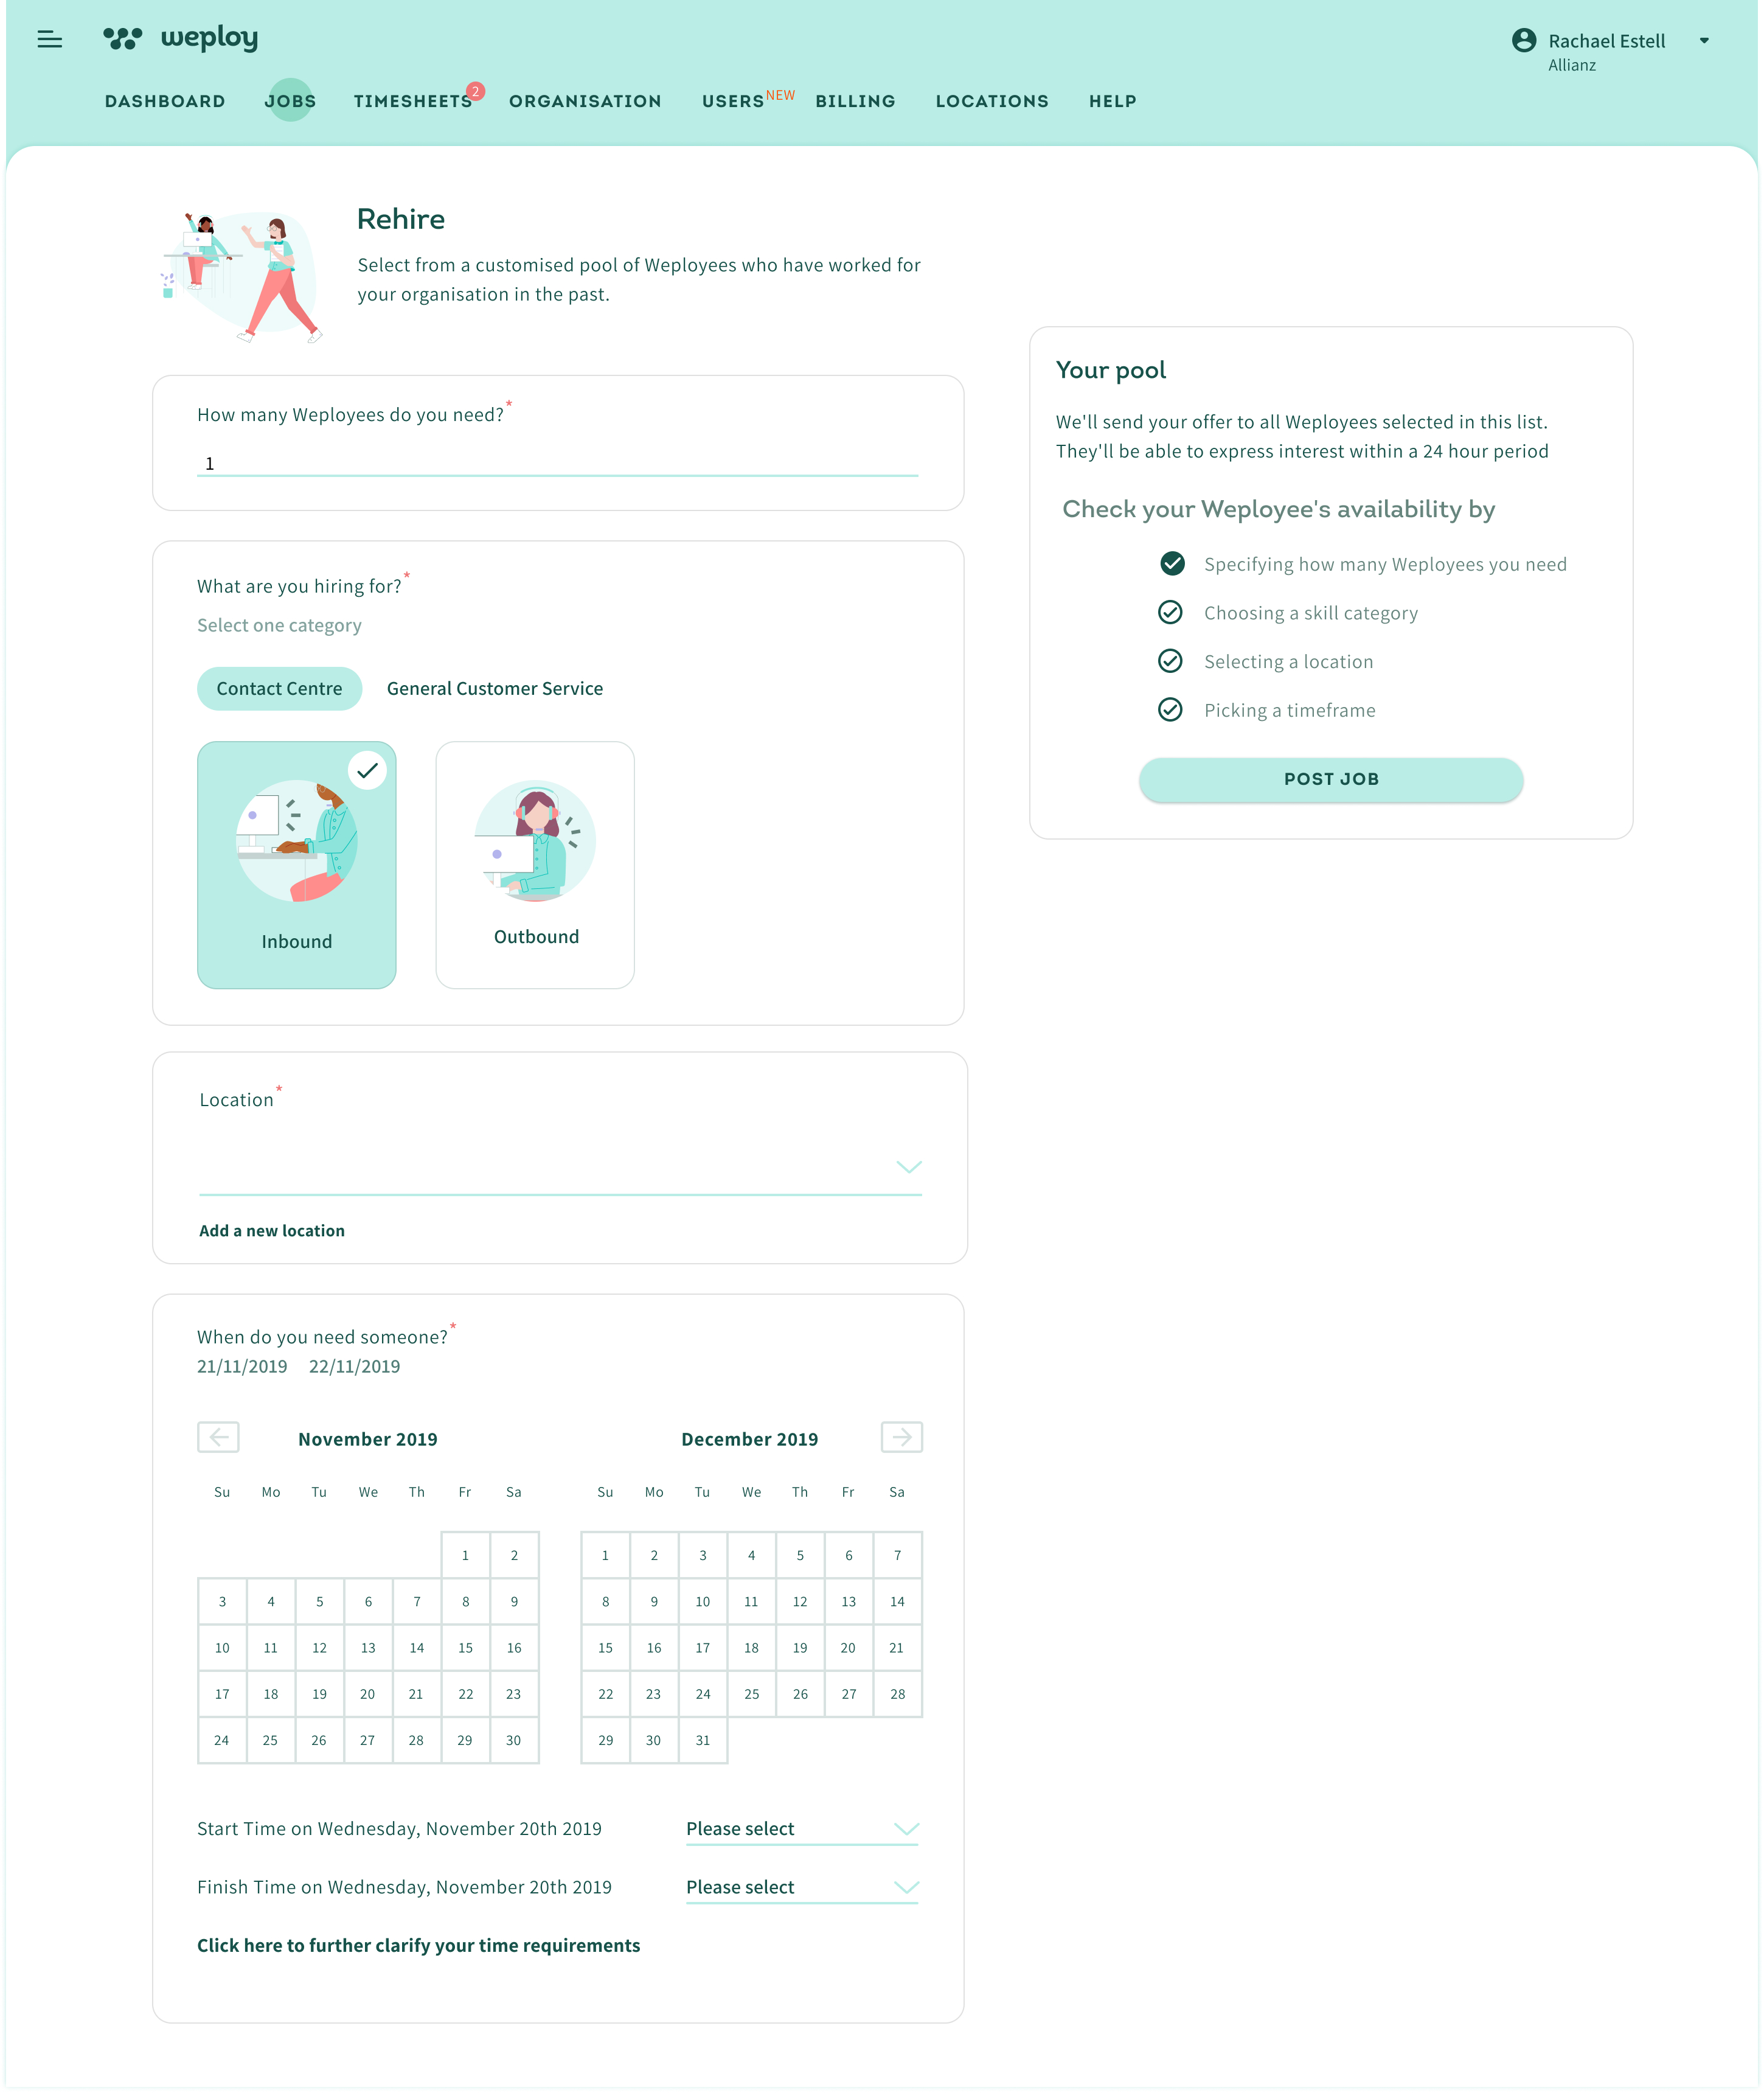 weploy
Rachael Estell
Allianz
DASHBOARD JOBS TIMESHEETS 2 ORGANISATION USERS NEW BILLING LOCATIONS HELP
Rehire
Select from a customised pool of Weployees who have worked for
your organisation in the past.
How many Weployees do you need?*
1
What are you hiring for?*
Select one category
Contact Centre General Customer Service
Inbound
Outbound
Location*
Add a new location
When do you need someone?*
21/11/2019 22/11/2019
November 2019
Su Mo Tu We Th Fr Sa
1 2
3 4 5 6 7 8 9
10 11 12 13 14 15 16
17 18 19 20 21 22 23
24 25 26 27 28 29 30
December 2019
Su Mo Tu We Th Fr Sa
1 2 3 4 5 6 7
8 9 10 11 12 13 14
15 16 17 18 19 20 21
22 23 24 25 26 27 28
29 30 31
Start Time on Wednesday, November 20th 2019 Please select
Finish Time on Wednesday, November 20th 2019 Please select
Click here to further clarify your time requirements
Your pool
We'll send your offer to all Weployees selected in this list.
They'll be able to express interest within a 24 hour period
Check your Weployee's availability by
Specifying how many Weployees you need
Choosing a skill category
Selecting a location
Picking a timeframe
POST JOB